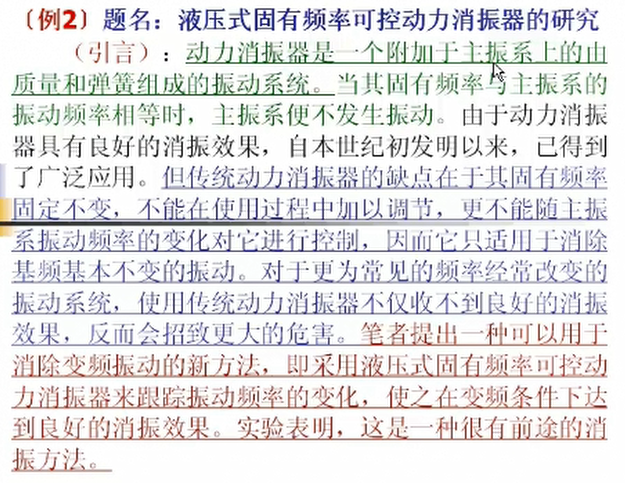 〔例2〕题名：液压式固有频率可控动力消振器的研究
（引言）：动力消振器是一个附加于主振系上的由
质量和弹簧组成的振动系统。当其固有频率与主振系的
振动频率相等时，主振系便不发生振动。由于动力消振
器具有良好的消振效果，自本世纪初发明以来，已得到
了广泛应用。但传统动力消振器的缺点在于其固有频率
固定不变，不能在使用过程中加以调节，更不能随主振
系振动频率的变化对它进行控制，因而它只适用于消除
基频基本不变的振动。对于更为常见的频率经常改变的
振动系统，使用传统动力消振器不仅收不到良好的消振
效果，反而会招致更大的危害。笔者提出一种可以用于
消除变频振动的新方法，即采用液压式固有频率可控动
力消振器来跟踪振动频率的变化，使之在变频条件下达
到良好的消振效果。实验表明，这是一种很有前途的消
振方法。